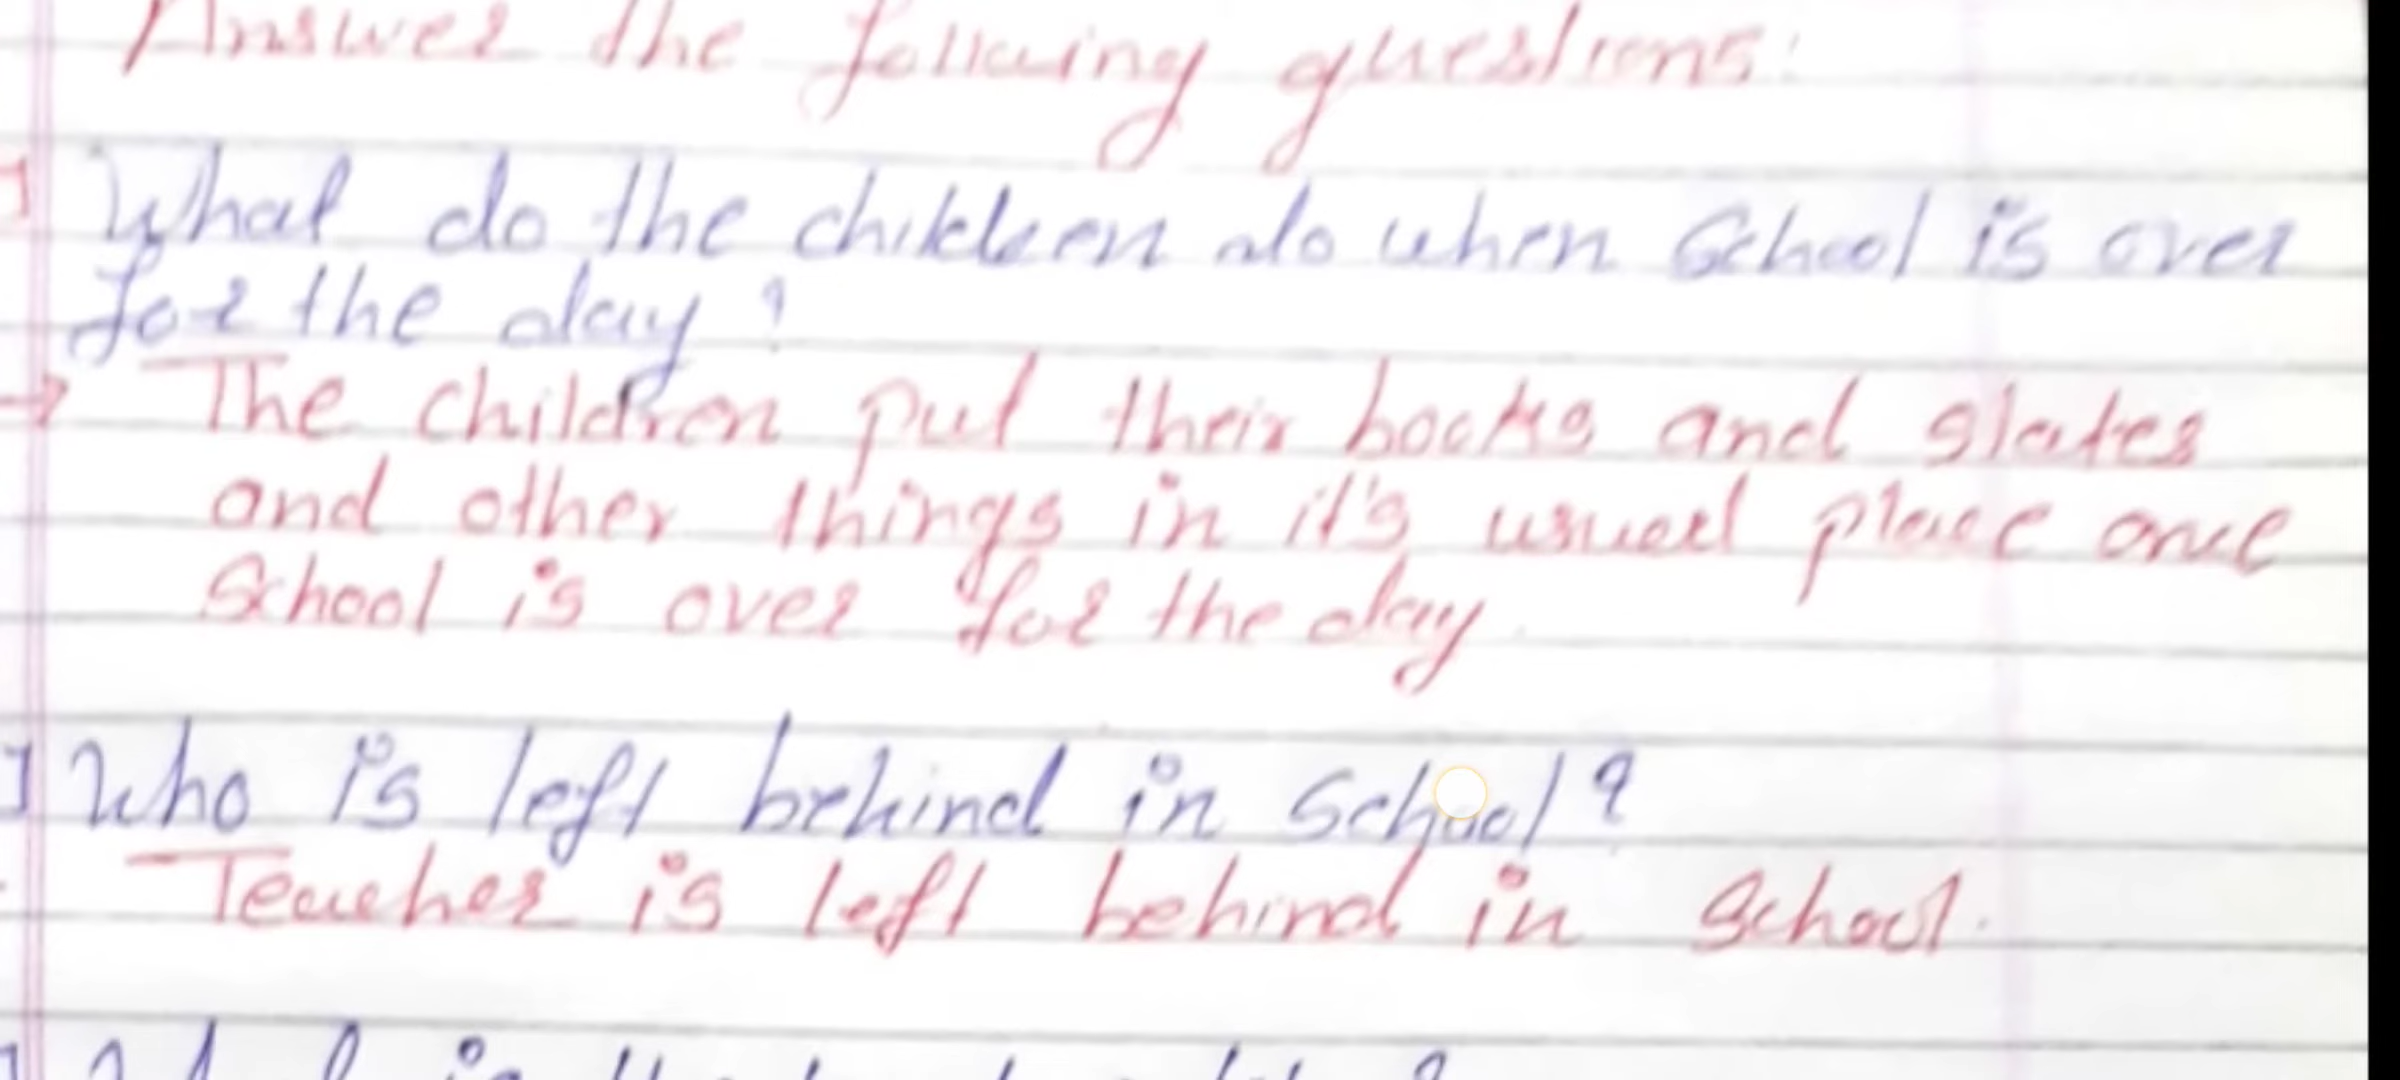 Answer the following questions:
1] What do the children do when School is over
for the day?
→ The children put their books and slates
and other things in it's usual place once
School is over for the day
] Who is left behind in School?
Teacher is left behind in School.